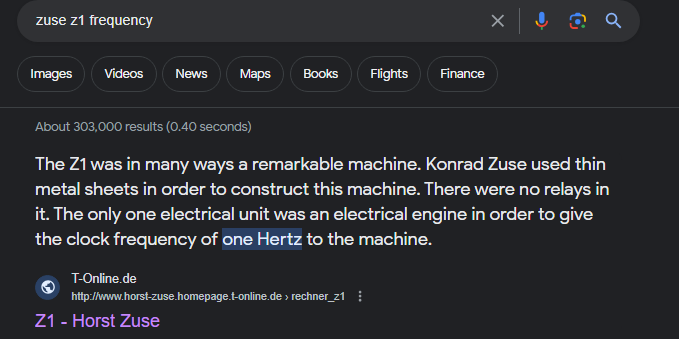 zuse z1 frequency
Images Videos News Maps Books Flights Finance
About 303,000 results (0.40 seconds)
The Z1 was in many ways a remarkable machine. Konrad Zuse used thin
metal sheets in order to construct this machine. There were no relays in
it. The only one electrical unit was an electrical engine in order to give
the clock frequency of one Hertz to the machine.
T-Online.de
http://www.horst-zuse.homepage.t-online.de › rechner_z1
Z1 - Horst Zuse